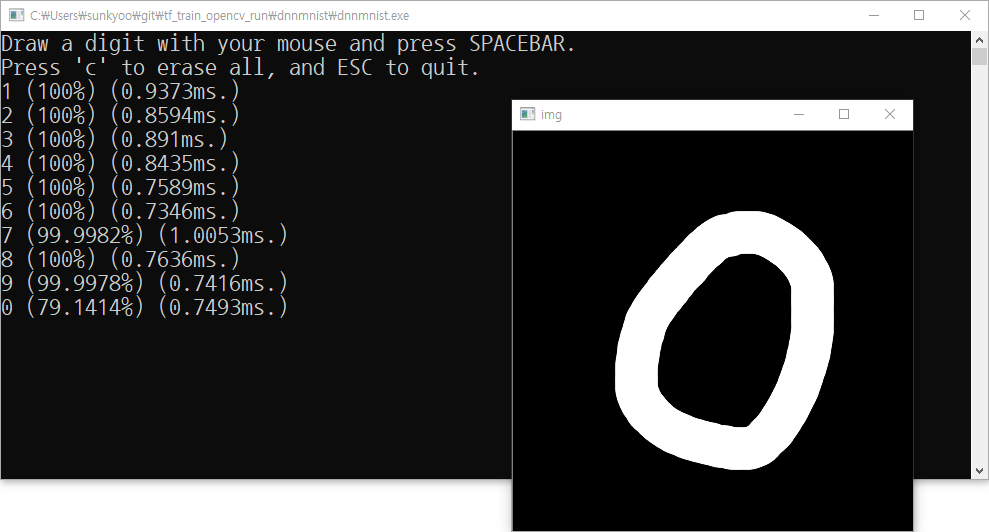 C:₩Users₩sunkyoo₩git₩tf_train_opencv_run₩dnnmnist₩dnnmnist.exe
Draw a digit with your mouse and press SPACEBAR.
Press 'c' to erase all, and ESC to quit.
1 (100%) (0.9373ms.)
2 (100%) (0.8594ms.)
3 (100%) (0.891ms.)
4 (100%) (0.8435ms.)
5 (100%) (0.7589ms.)
6 (100%) (0.7346ms.)
7 (99.9982%) (1.0053ms.)
8 (100%) (0.7636ms.)
9 (99.9978%) (0.7416ms.)
0 (79.1414%) (0.7493ms.)
img
0